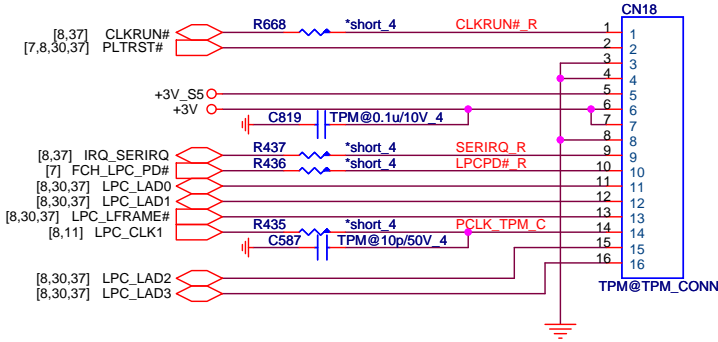 CN18
R668 *short_4 CLKRUN#_R
[8,37] CLKRUN# 1 1
[7,8,30,37] PLTRST# 2 2
3 3
4 4
+3V_S5 5 5
+3V 6 6
C819 TPM@0.1u/10V_4 7 7
8 8
R437 *short_4 SERIRQ_R
[8,37] IRQ_SERIRQ 9 9
R436 *short_4 LPCPD#_R
[7] FCH_LPC_PD# 10 10
[8,30,37] LPC_LAD0 11 11
[8,30,37] LPC_LAD1 12 12
[8,30,37] LPC_LFRAME# 13 13
R435 *short_4 PCLK_TPM_C
[8,11] LPC_CLK1 14 14
C587 TPM@10p/50V_4 15 15
16 16
[8,30,37] LPC_LAD2
TPM@TPM_CONN
[8,30,37] LPC_LAD3